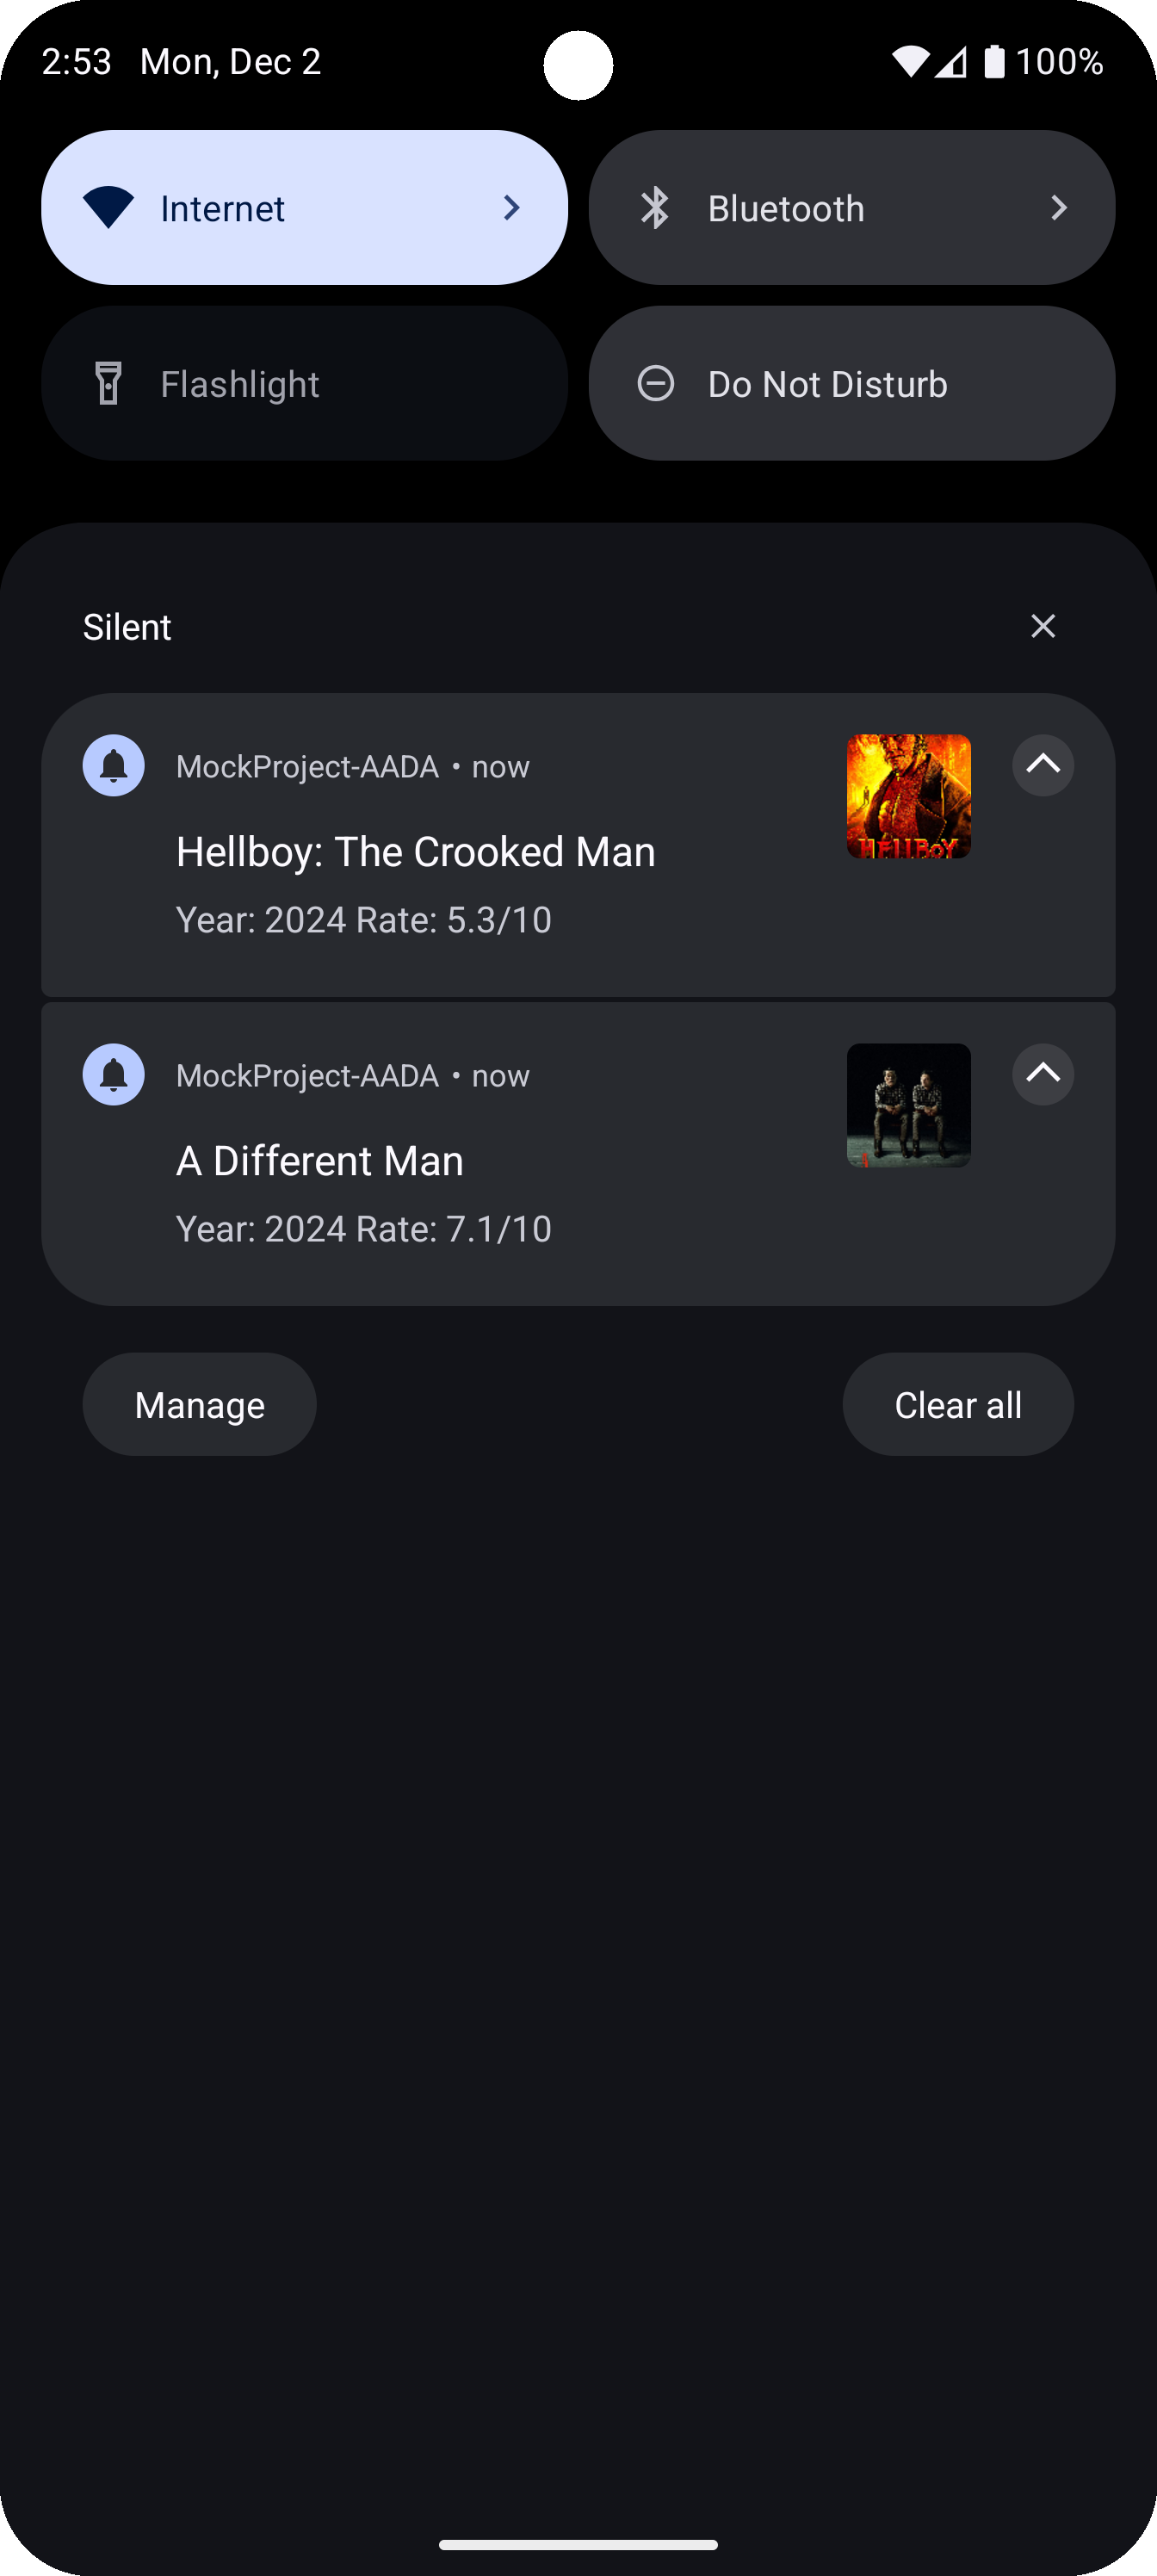 2:53 Mon, Dec 2 100%
Internet Bluetooth
Flashlight Do Not Disturb
Silent
MockProject-AADA • now
HELLBOY
Hellboy: The Crooked Man
Year: 2024 Rate: 5.3/10
MockProject-AADA • now
A Different Man
Year: 2024 Rate: 7.1/10
Manage Clear all